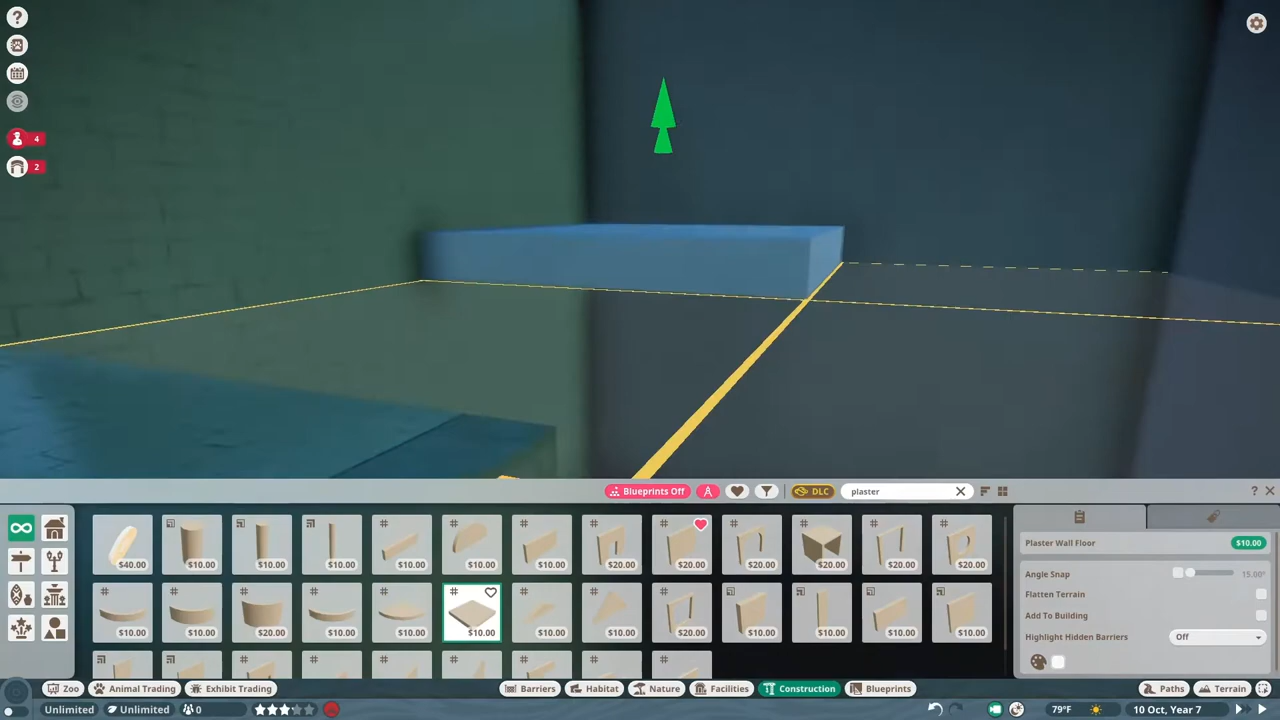 ?
4
2
Blueprints Off
DLC
plaster
? X
$40.00 $10.00 $10.00 $10.00 $10.00 $10.00 $10.00 $20.00 $20.00 $20.00 $20.00 $20.00 $20.00
$10.00 $10.00 $20.00 $10.00 $10.00 $10.00 $10.00 $10.00 $20.00 $10.00 $10.00 $10.00 $10.00
Plaster Wall Floor $10.00
Angle Snap 15.00°
Flatten Terrain
Add To Building
Highlight Hidden Barriers Off
Zoo Animal Trading Exhibit Trading Barriers Habitat Nature Facilities Construction Blueprints Paths Terrain
Unlimited Unlimited 0 79°F 10 Oct, Year 7